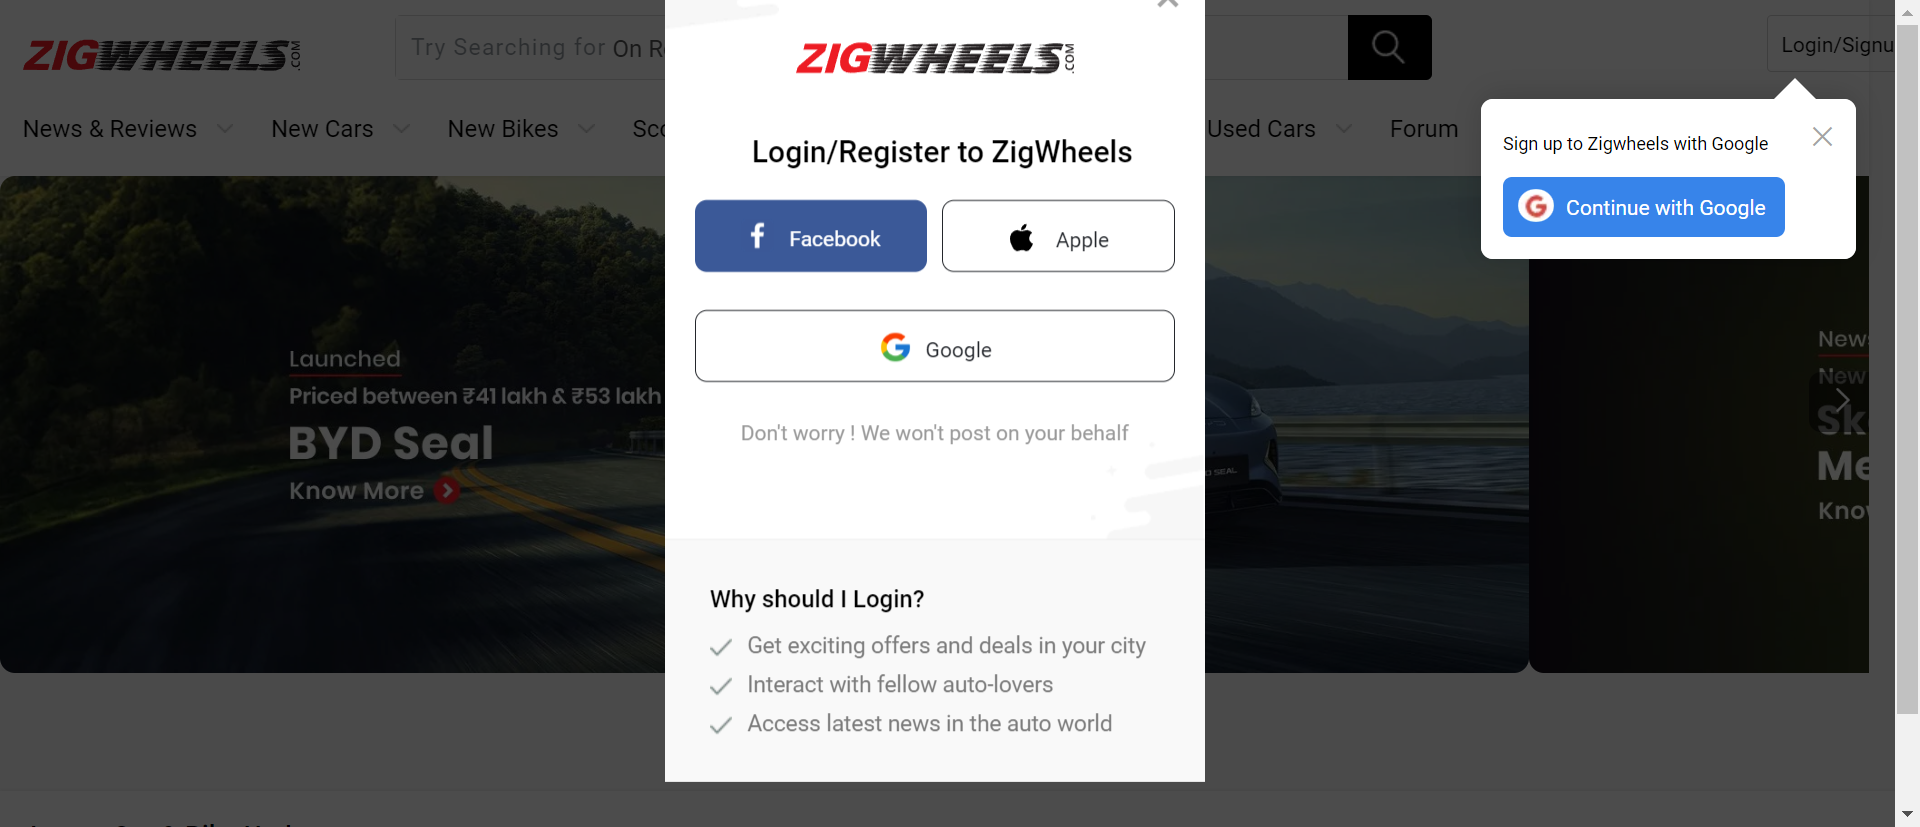 ZIGWHEELS.COM
Try Searching for On R
Login/Signu
News & Reviews
New Cars
New Bikes
Sco
Used Cars
Forum
ZIGWHEELS.COM
Login/Register to ZigWheels
Facebook
Apple
Google
Don't worry ! We won't post on your behalf
Why should I Login?
Get exciting offers and deals in your city
Interact with fellow auto-lovers
Access latest news in the auto world
Sign up to Zigwheels with Google
Continue with Google
Launched
Priced between ₹41 lakh & ₹53 lakh
BYD Seal
Know More
SEAL
News
New
Sk
Me
Know